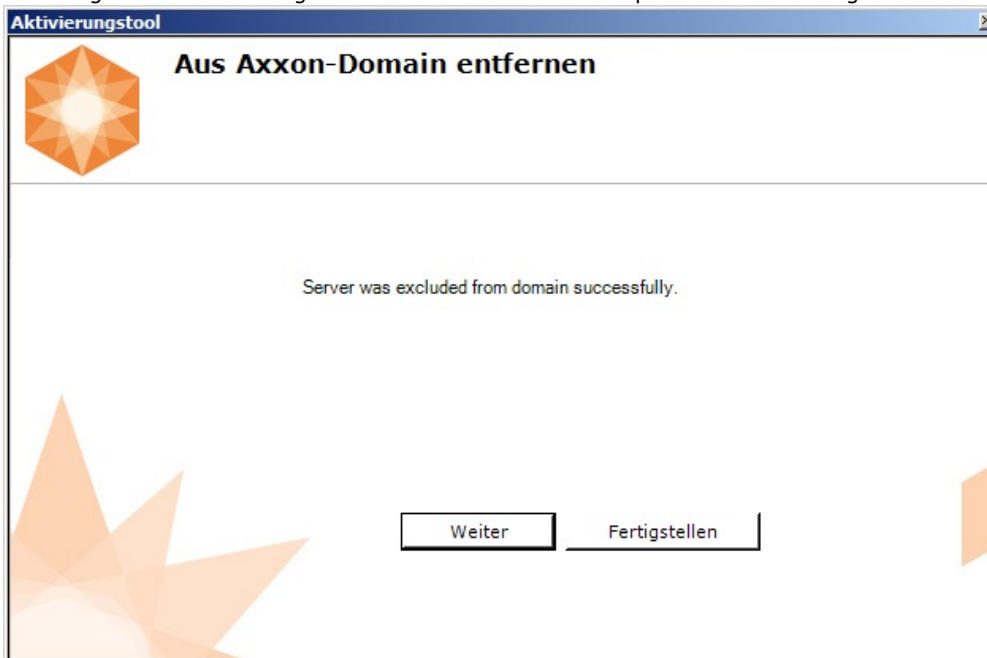 Aktivierungstool
Aus Axxon-Domain entfernen
Server was excluded from domain successfully.
Weiter
Fertigstellen